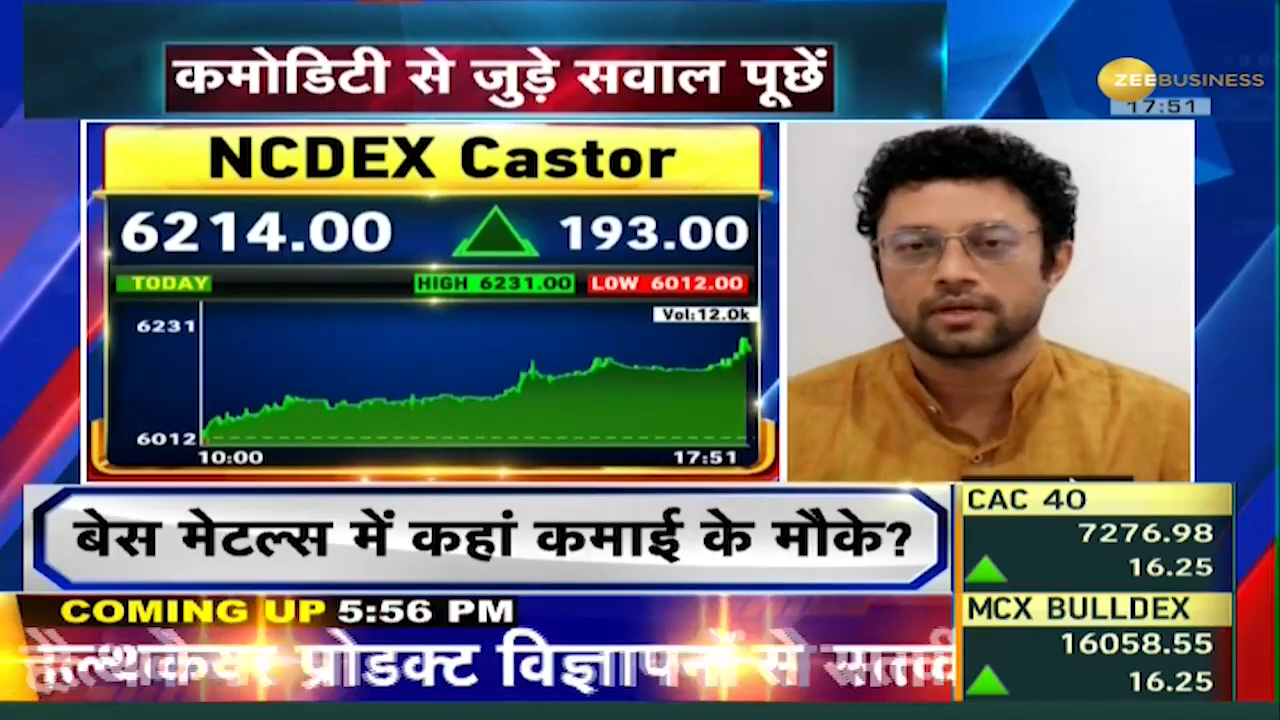 कमोडिटी से जुड़े सवाल पूछें
ZEEBUSINESS
17:51
NCDEX Castor
6214.00 193.00
TODAY HIGH 6231.00 LOW 6012.00
Vol:12.0k
6231
6012
10:00 17:51
बेस मेटल्स में कहां कमाई के मौके?
CAC 40
7276.98
16.25
COMING UP 5:56 PM
MCX BULLDEX
16058.55
16.25
प्रोडक्ट विज्ञापनों से